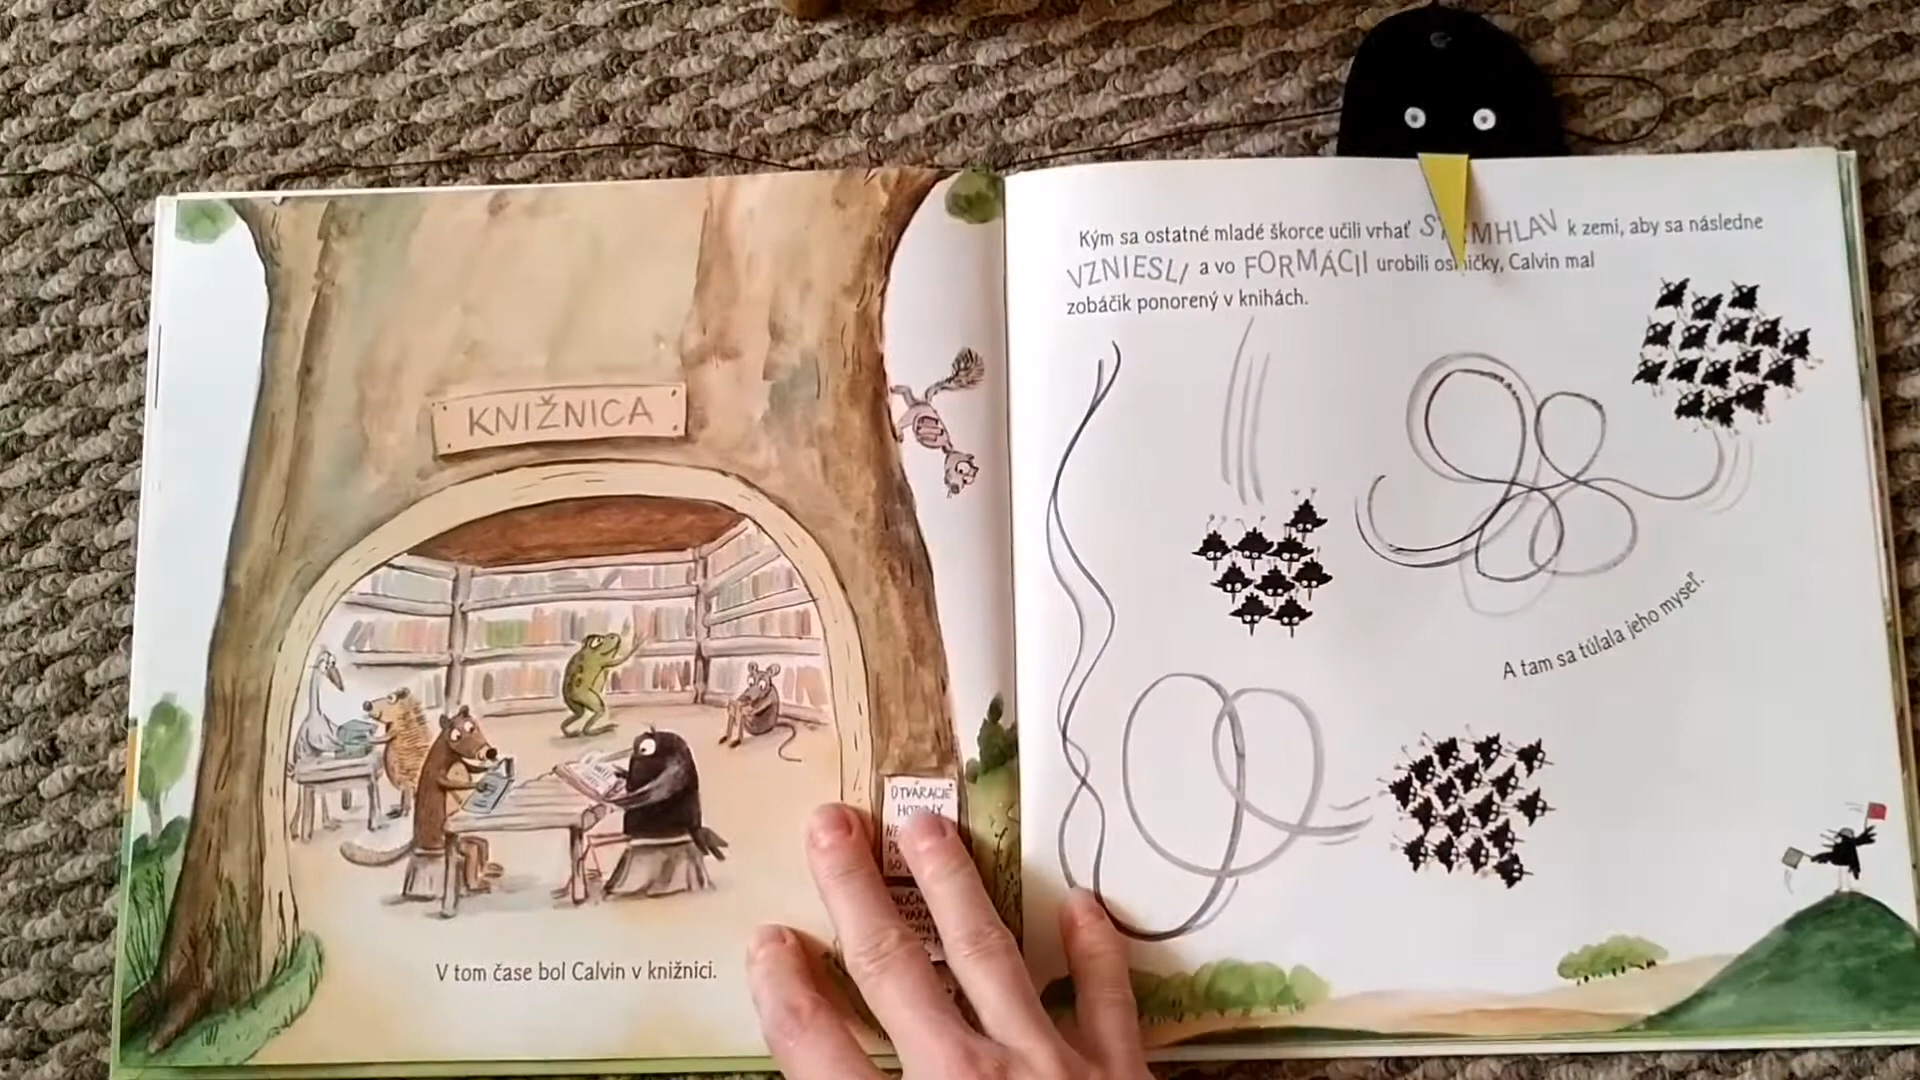 KNIŽNICA
OTVÁRACIE
V tom čase bol Calvin v knižnici.
Kým sa ostatné mladé škorce učili vrhať k zemi, aby sa následne
VZNIESLI a vo FORMÁCII urobili Calvin mal
zobáčik ponorený v knihách.
A tam sa túlala jeho myseľ.